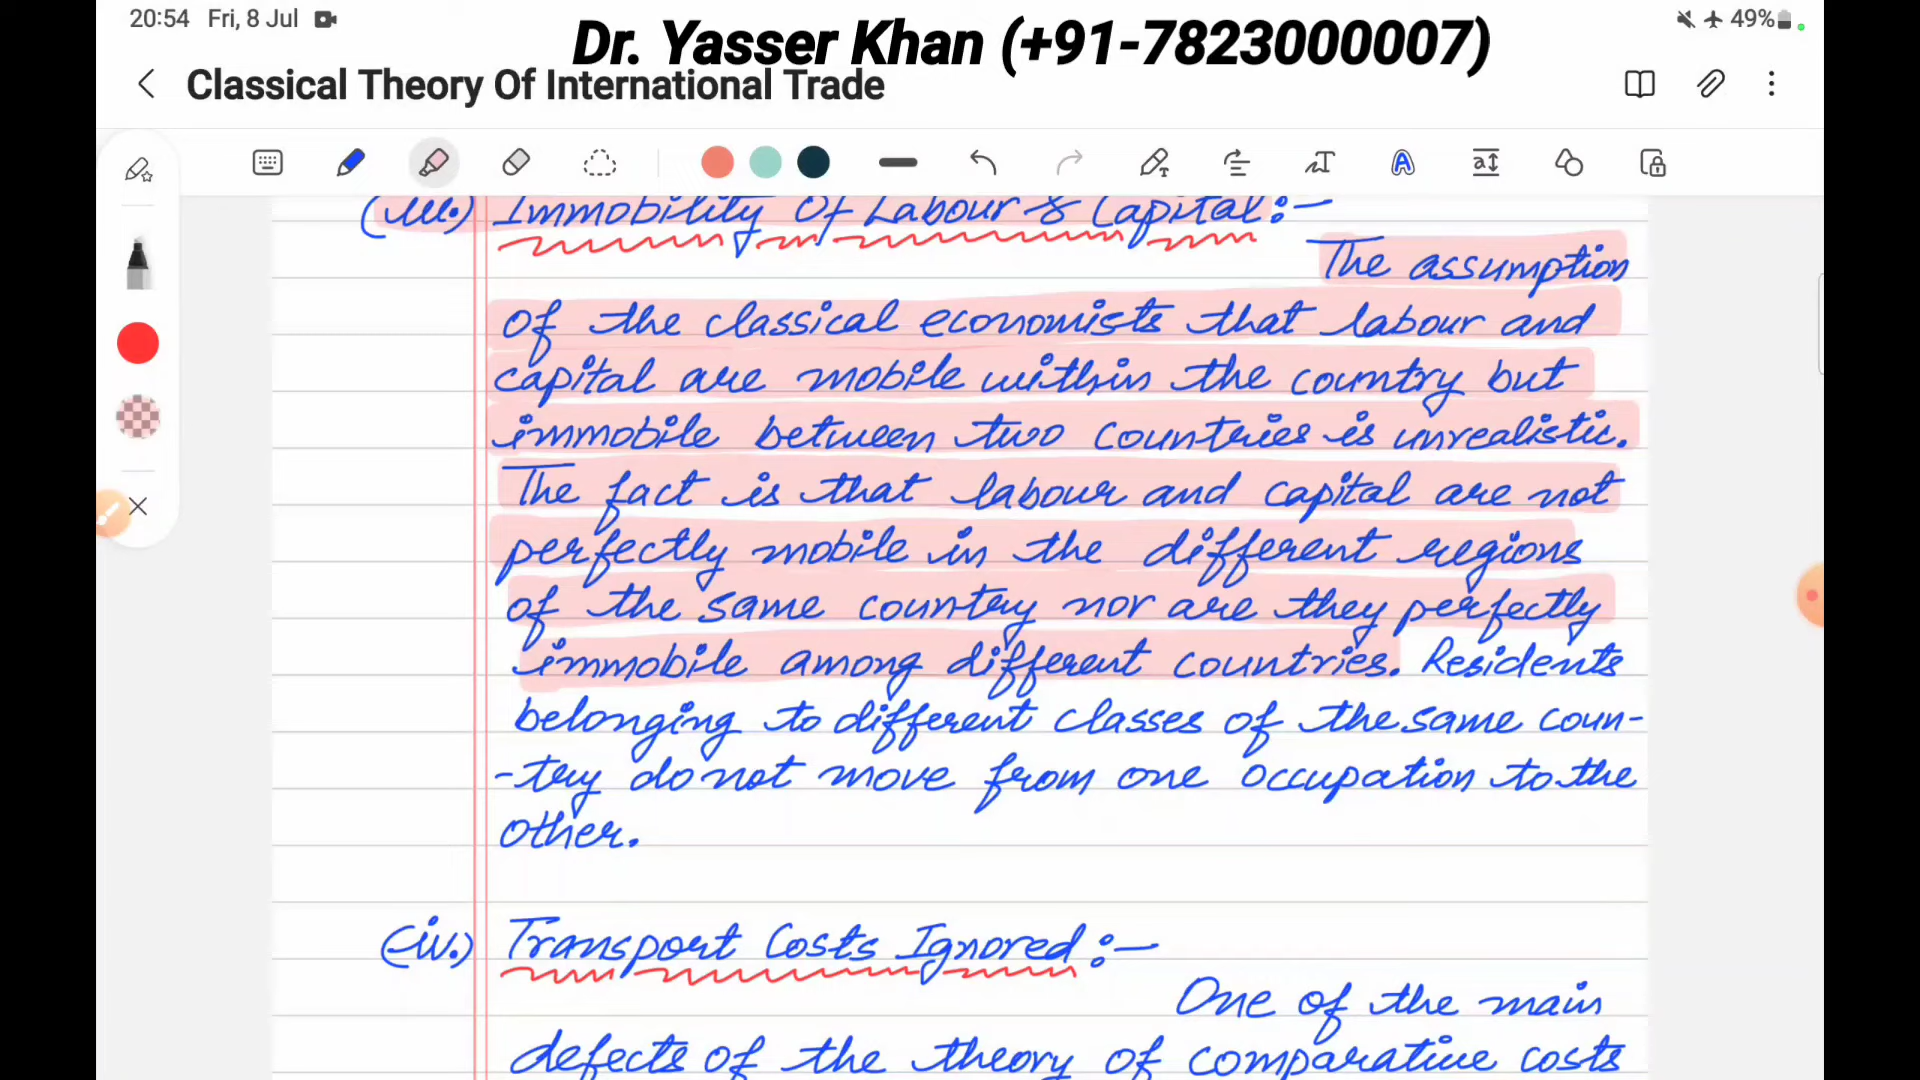 20:54 Fri, 8 Jul
49%
Dr. Yasser Khan (+91-7823000007)
Classical Theory Of International Trade
(iii.) Immobility Of Labour & Capital:-
The assumption
of the classical economists that labour and
capital are mobile within the country but
immobile between two countries is unrealistic.
The fact is that labour and capital are not
perfectly mobile in the different regions
of the same country nor are they perfectly
immobile among different countries. Residents
belonging to different classes of the same coun-
-try do not move from one occupation to the
other.
(iv.) Transport Costs Ignored:-
One of the main
defects of the theory of comparative costs